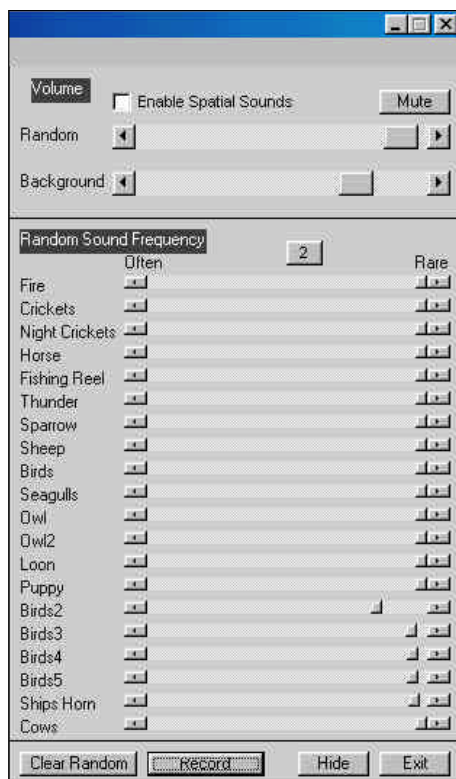 Volume
Enable Spatial Sounds
Mute
Random
Background
Random Sound Frequency
2
Often
Rare
Fire
Crickets
Night Crickets
Horse
Fishing Reel
Thunder
Sparrow
Sheep
Birds
Seagulls
Owl
Owl2
Loon
Puppy
Birds2
Birds3
Birds4
Birds5
Ships Horn
Cows
Clear Random
Record
Hide
Exit